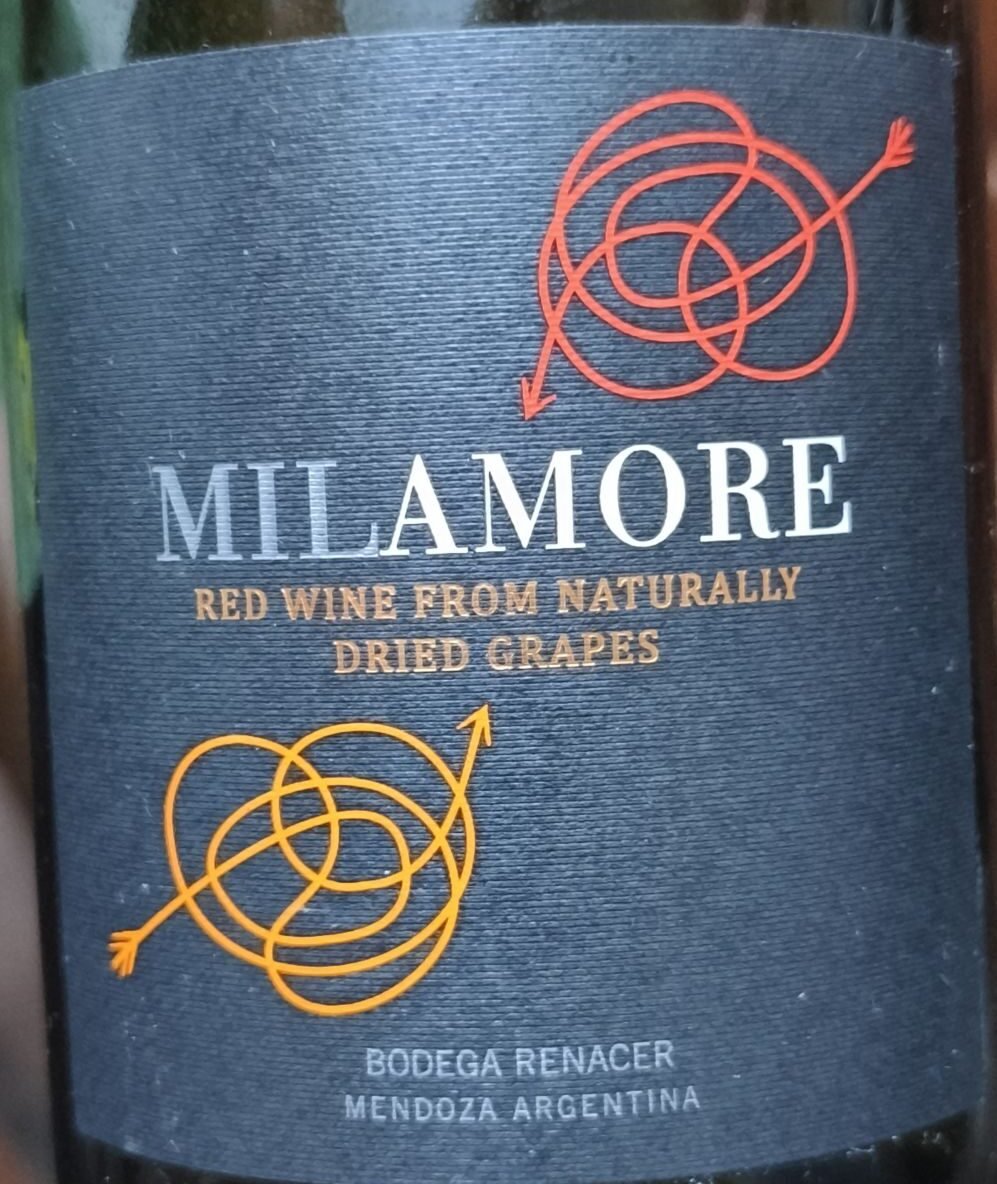 MILAMORE
RED WINE FROM NATURALLY
DRIED GRAPES
BODEGA RENACER
MENDOZA ARGENTINA